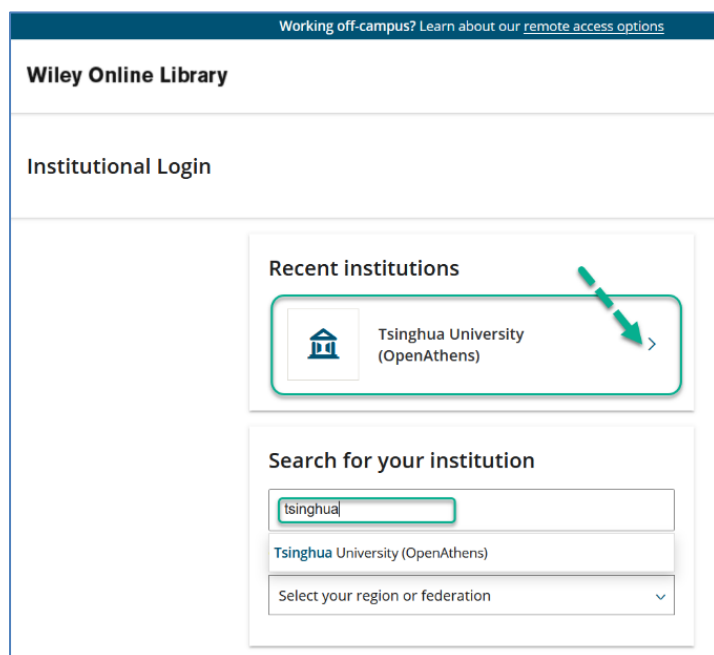 Working off-campus? Learn about our remote access options
Wiley Online Library
Institutional Login
Recent institutions
Tsinghua University
(OpenAthens)
Search for your institution
tsinghua
Tsinghua University (OpenAthens)
Select your region or federation